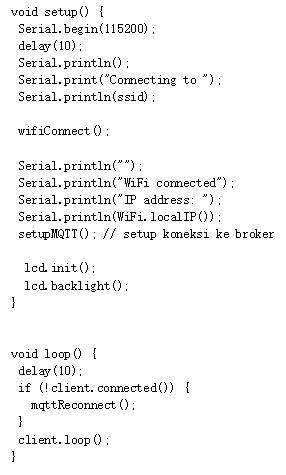 void setup() {
Serial.begin(115200);
delay(10);
Serial.println();
Serial.print("Connecting to ");
Serial.println(ssid);
wifiConnect();
Serial.println("");
Serial.println("WiFi connected");
Serial.println("IP address: ");
Serial.println(WiFi.localIP());
setupMQTT(); // setup koneksi ke broker
lcd.init();
lcd.backlight();
}
void loop() {
delay(10);
if (!client.connected()) {
mqttReconnect();
}
client.loop();